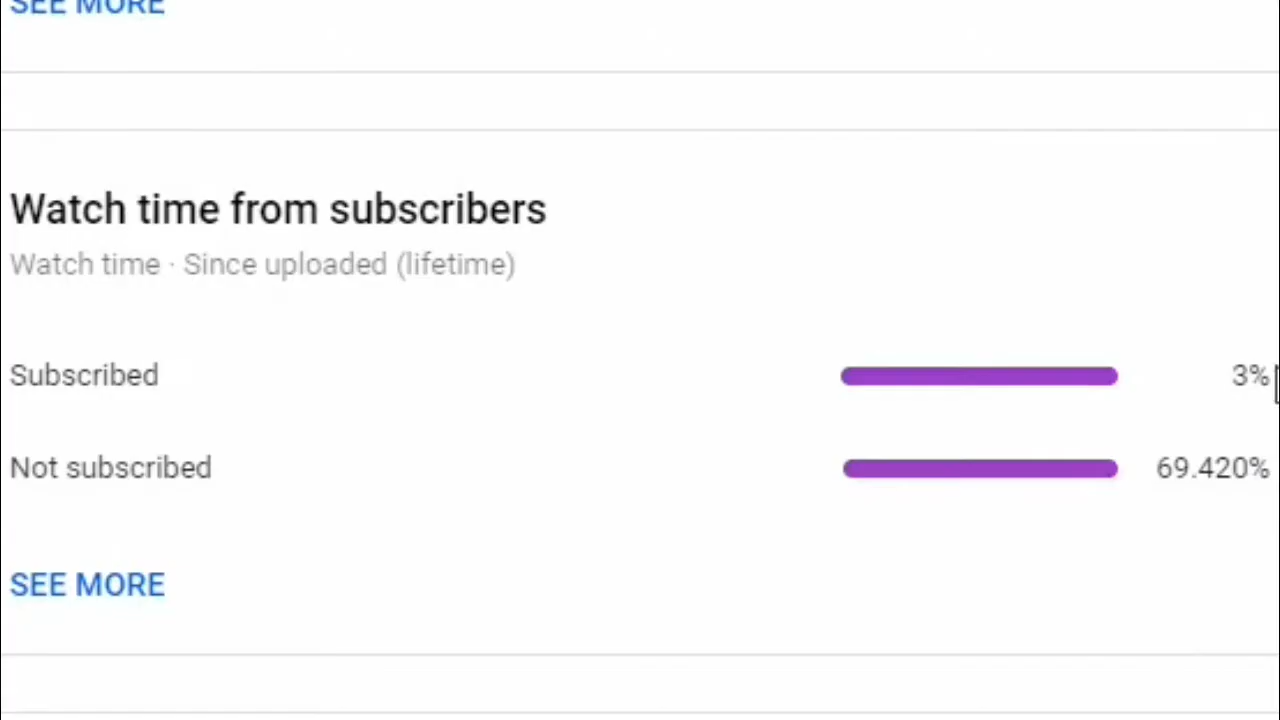 SEE MORE
Watch time from subscribers
Watch time · Since uploaded (lifetime)
Subscribed 3%
Not subscribed 69.420%
SEE MORE